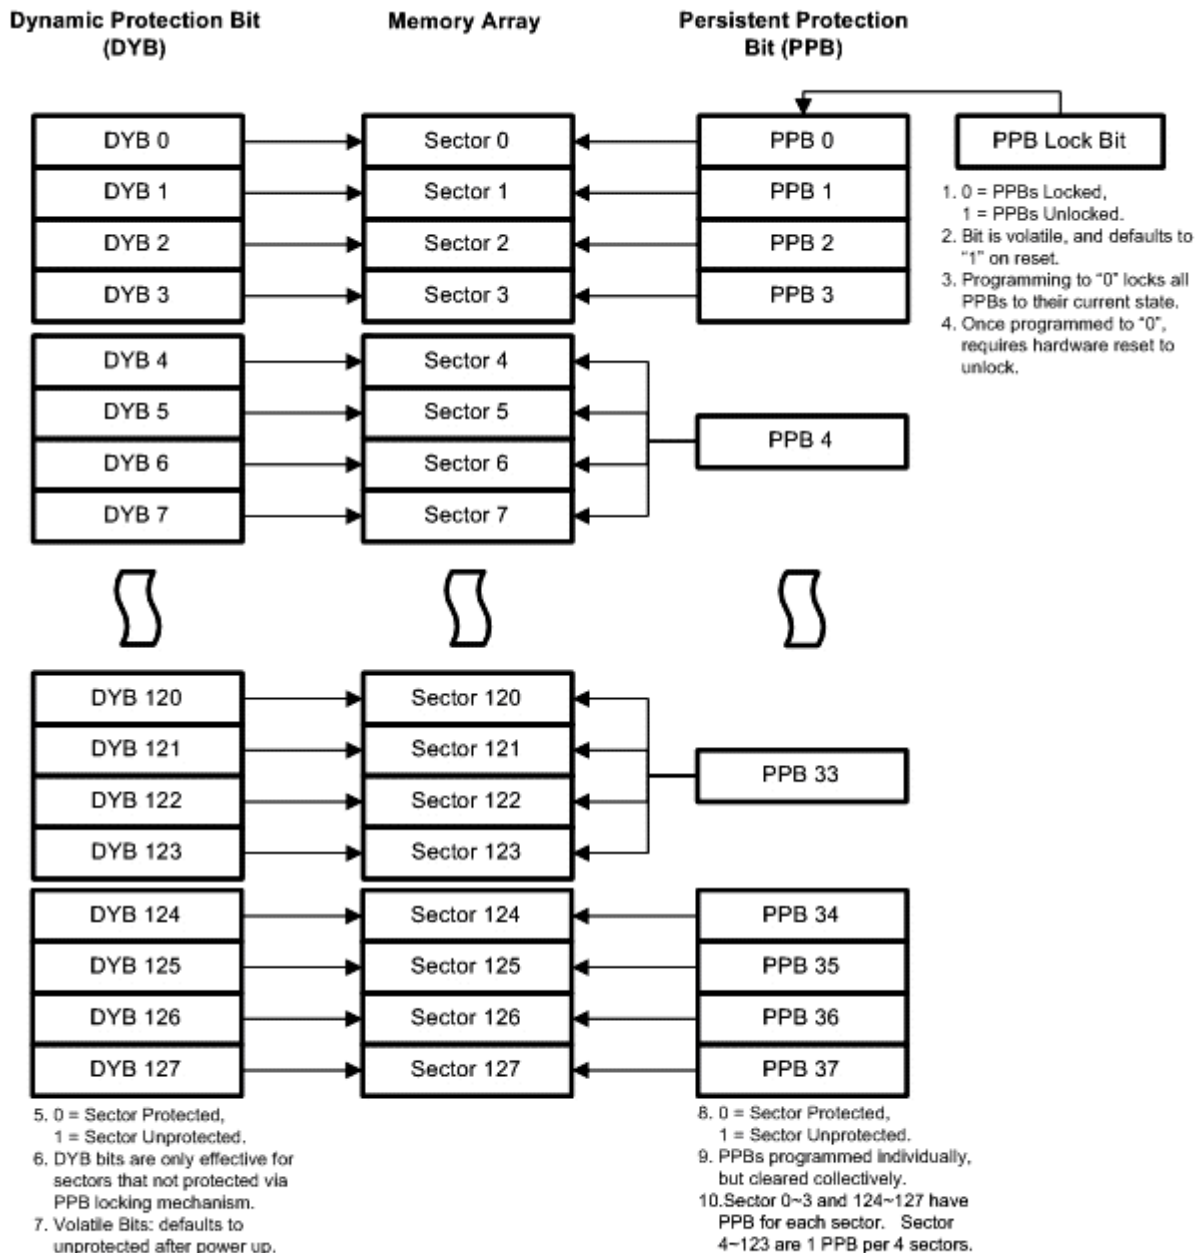 Dynamic Protection Bit
(DYB)
Memory Array
Persistent Protection
Bit (PPB)
DYB 0
Sector 0
PPB 0
PPB Lock Bit
DYB 1
Sector 1
PPB 1
DYB 2
Sector 2
PPB 2
DYB 3
Sector 3
PPB 3
1. 0 = PPBs Locked,
1 = PPBs Unlocked.
2. Bit is volatile, and defaults to
“1” on reset.
3. Programming to “0” locks all
PPBs to their current state.
4. Once programmed to “0”,
requires hardware reset to
unlock.
DYB 4
Sector 4
DYB 5
Sector 5
PPB 4
DYB 6
Sector 6
DYB 7
Sector 7
DYB 120
Sector 120
DYB 121
Sector 121
PPB 33
DYB 122
Sector 122
DYB 123
Sector 123
DYB 124
Sector 124
PPB 34
DYB 125
Sector 125
PPB 35
DYB 126
Sector 126
PPB 36
DYB 127
Sector 127
PPB 37
5. 0 = Sector Protected,
1 = Sector Unprotected.
6. DYB bits are only effective for
sectors that not protected via
PPB locking mechanism.
7. Volatile Bits: defaults to
unprotected after power up.
8. 0 = Sector Protected,
1 = Sector Unprotected.
9. PPBs programmed individually,
but cleared collectively.
10.Sector 0~3 and 124~127 have
PPB for each sector. Sector
4~123 are 1 PPB per 4 sectors.